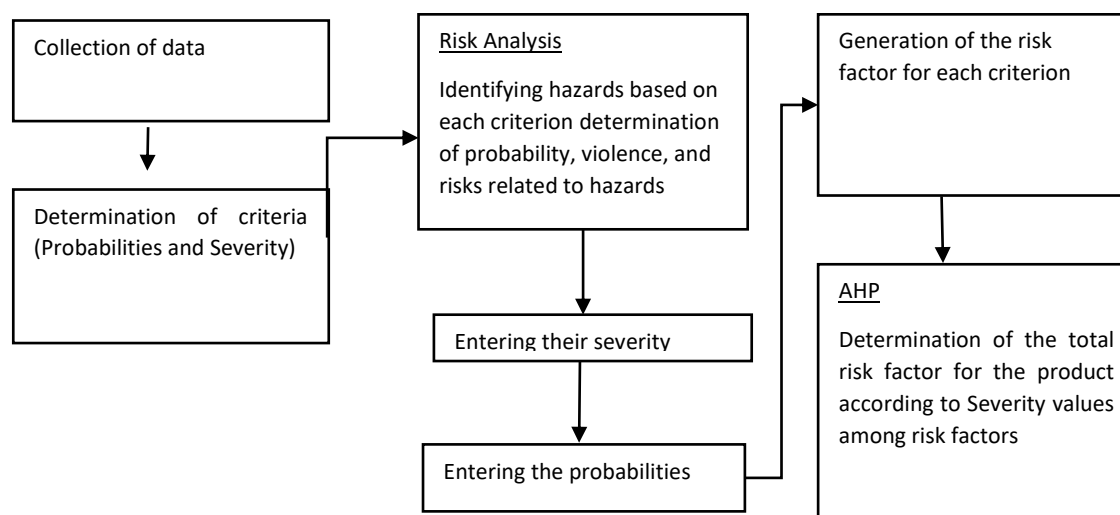 Collection of data
Determination of criteria
(Probabilities and Severity)
Risk Analysis
Identifying hazards based on
each criterion determination
of probability, violence, and
risks related to hazards
Entering their severity
Entering the probabilities
Generation of the risk
factor for each criterion
AHP
Determination of the total
risk factor for the product
according to Severity values
among risk factors